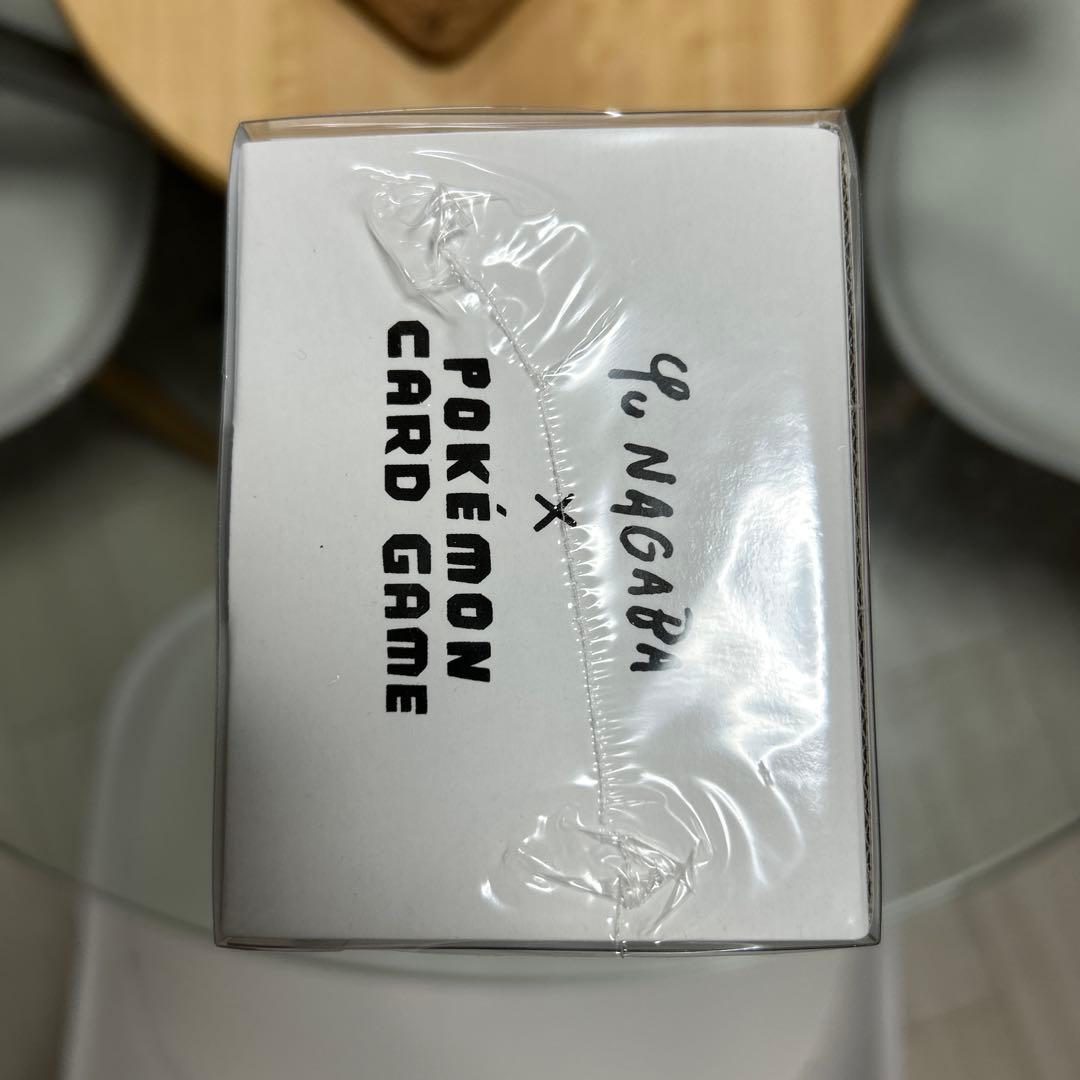 Yu NAGABA
×
POKÉMON
CARD GAME